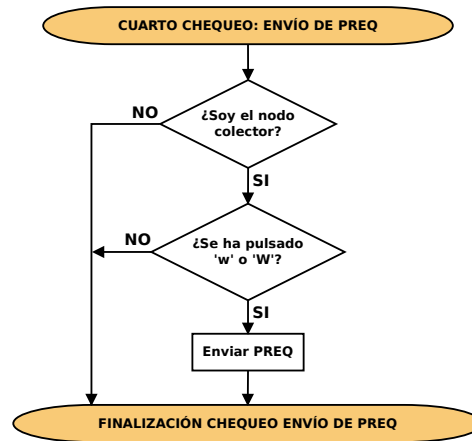 CUARTO CHEQUEO: ENVÍO DE PREQ
¿Soy el nodo
colector?
NO
SI
¿Se ha pulsado
'w' o 'W'?
NO
SI
Enviar PREQ
FINALIZACIÓN CHEQUEO ENVÍO DE PREQ